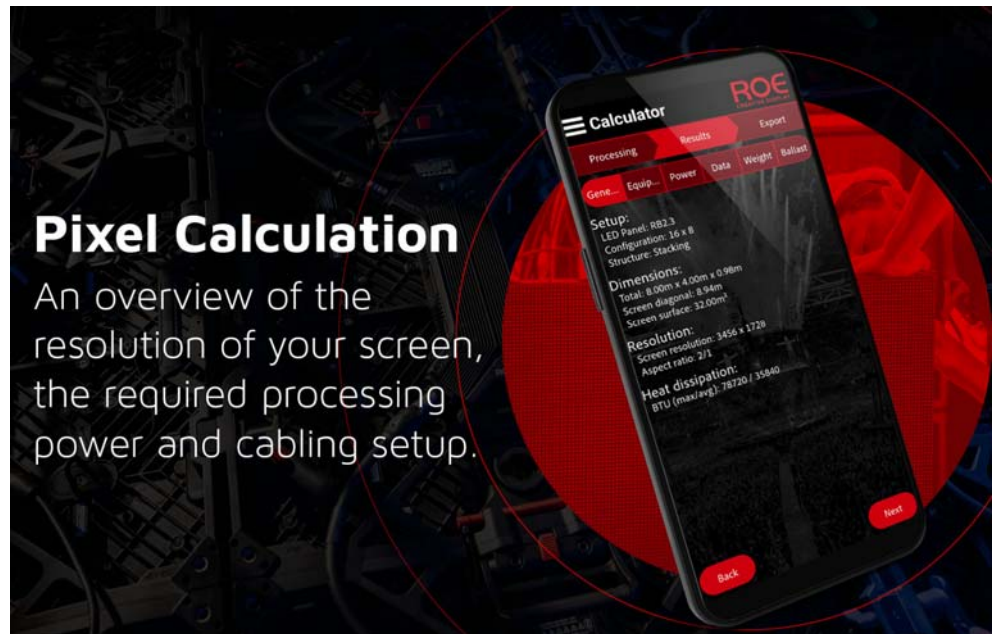 Pixel Calculation
An overview of the
resolution of your screen,
the required processing
power and cabling setup.
ROE
CREATIVE DISPLAY
Calculator
Processing Results Export
Gene... Equip... Power Data Weight Ballast
Setup:
LED Panel: RB2.3
Configuration: 16 x 8
Structure: Stacking
Dimensions:
Total: 8.00m x 4.00m x 0.98m
Screen diagonal: 8.94m
Screen surface: 32.00m²
Resolution:
Screen resolution: 3456 x 1728
Aspect ratio: 2/1
Heat dissipation:
BTU (max/avg): 78720 / 35840
Back Next